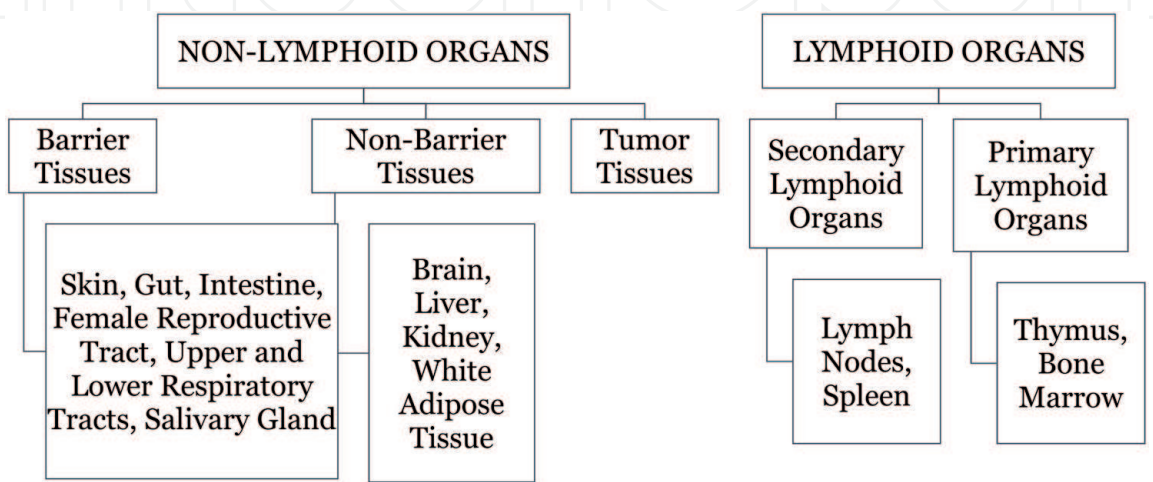 NON-LYMPHOID ORGANS
Barrier
Tissues
Non-Barrier
Tissues
Tumor
Tissues
Skin, Gut, Intestine,
Female Reproductive
Tract, Upper and
Lower Respiratory
Tracts, Salivary Gland
Brain,
Liver,
Kidney,
White
Adipose
Tissue
LYMPHOID ORGANS
Secondary
Lymphoid
Organs
Primary
Lymphoid
Organs
Lymph
Nodes,
Spleen
Thymus,
Bone
Marrow